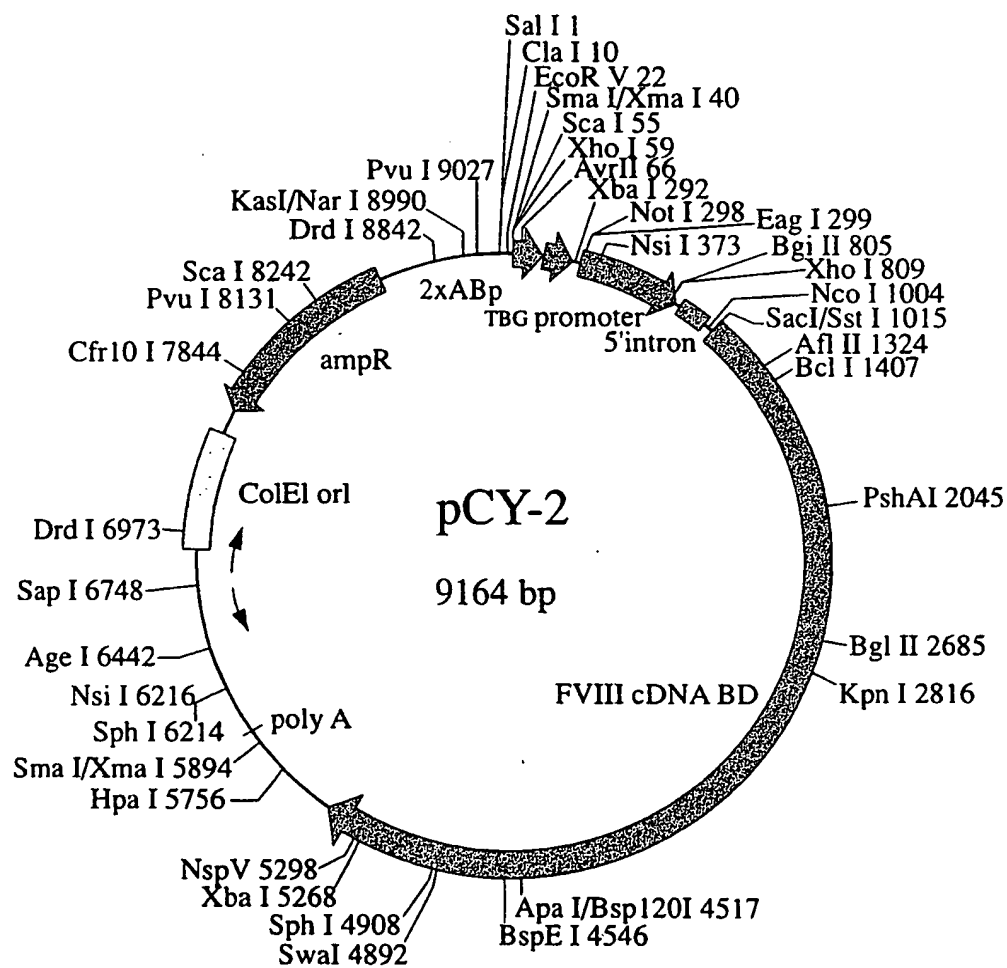 Sal I 1
Cla I 10
EcoR V 22
Sma I/Xma I 40
Sca I 55
Xho I 59
AvrII 66
Xba I 292
Not I 298
Eag I 299
Nsi I 373
Bgi II 805
Xho I 809
Nco I 1004
SacI/Sst I 1015
Afl II 1324
Bcl I 1407
PshAI 2045
Bgl II 2685
Kpn I 2816
Apa I/Bsp120I 4517
BspE I 4546
SwaI 4892
Sph I 4908
Xba I 5268
NspV 5298
Hpa I 5756
Sma I/Xma I 5894
Sph I 6214
Nsi I 6216
Age I 6442
Sap I 6748
Drd I 6973
Cfr10 I 7844
Pvu I 8131
Sca I 8242
Drd I 8842
KasI/Nar I 8990
Pvu I 9027
2xABp
TBG promoter
5'intron
ampR
ColEl orI
pCY-2
9164 bp
FVIII cDNA BD
poly A